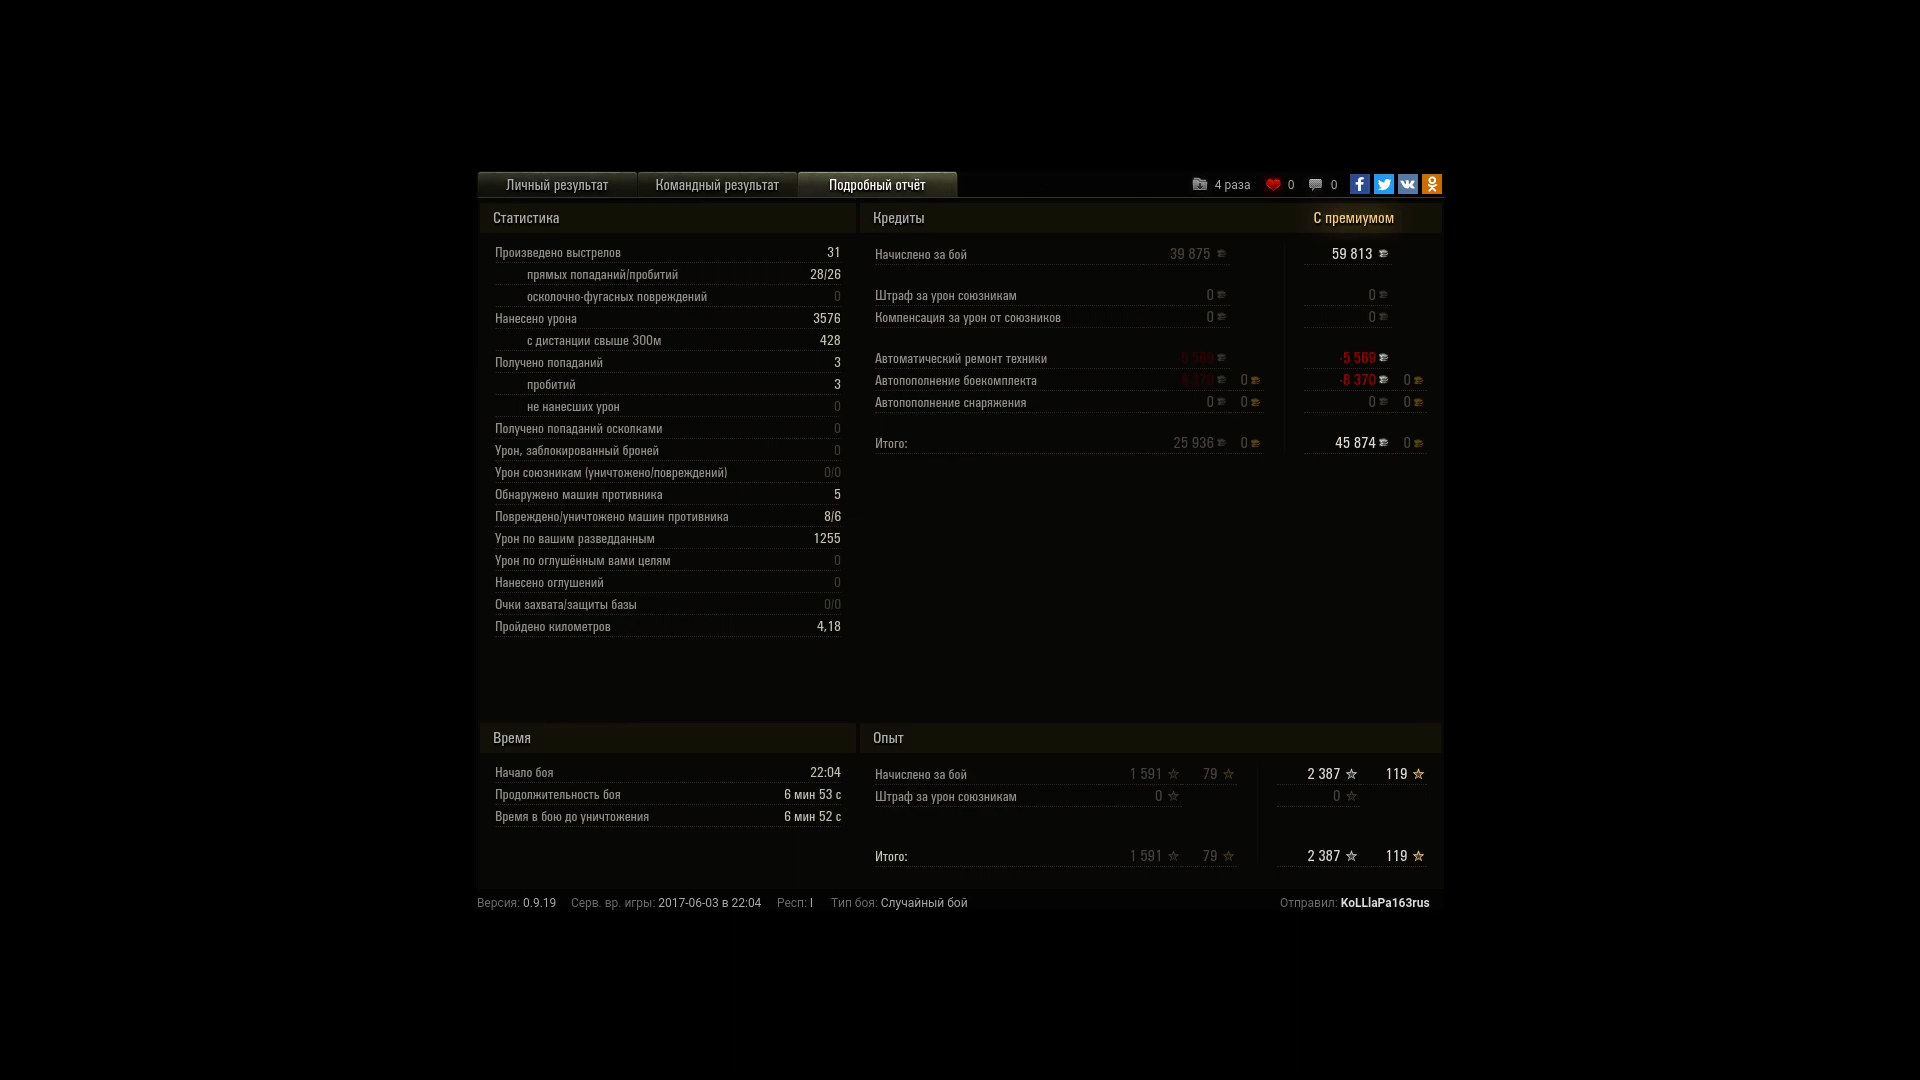 Личный результат Командный результат Подробный отчёт 4 раза 0 0
Статистика
Произведено выстрелов 31
прямых попаданий/пробитий 28/26
осколочно-фугасных повреждений 0
Нанесено урона 3576
с дистанции свыше 300м 428
Получено попаданий 3
пробитий 3
не нанесших урон 0
Получено попаданий осколками 0
Урон, заблокированный броней 0
Урон союзникам (уничтожено/повреждений) 0/0
Обнаружено машин противника 5
Повреждено/уничтожено машин противника 8/6
Урон по вашим разведданным 1255
Урон по оглушённым вами целям 0
Нанесено оглушений 0
Очки захвата/защиты базы 0/0
Пройдено километров 4,18
Кредиты С премиумом
Начислено за бой 39 875 59 813
Штраф за урон союзникам 0 0
Компенсация за урон от союзников 0 0
Автоматический ремонт техники -5 569 -5 569
Автопополнение боекомплекта -8 370 0 -8 370 0
Автопополнение снаряжения 0 0 0 0
Итого: 25 936 0 45 874 0
Время
Начало боя 22:04
Продолжительность боя 6 мин 53 с
Время в бою до уничтожения 6 мин 52 с
Опыт
Начислено за бой 1 591 79 2 387 119
Штраф за урон союзникам 0 0
Итого: 1 591 79 2 387 119
Версия: 0.9.19 Серв. вр. игры: 2017-06-03 в 22:04 Респ: I Тип боя: Случайный бой Отправил: KoLLlaPa163rus